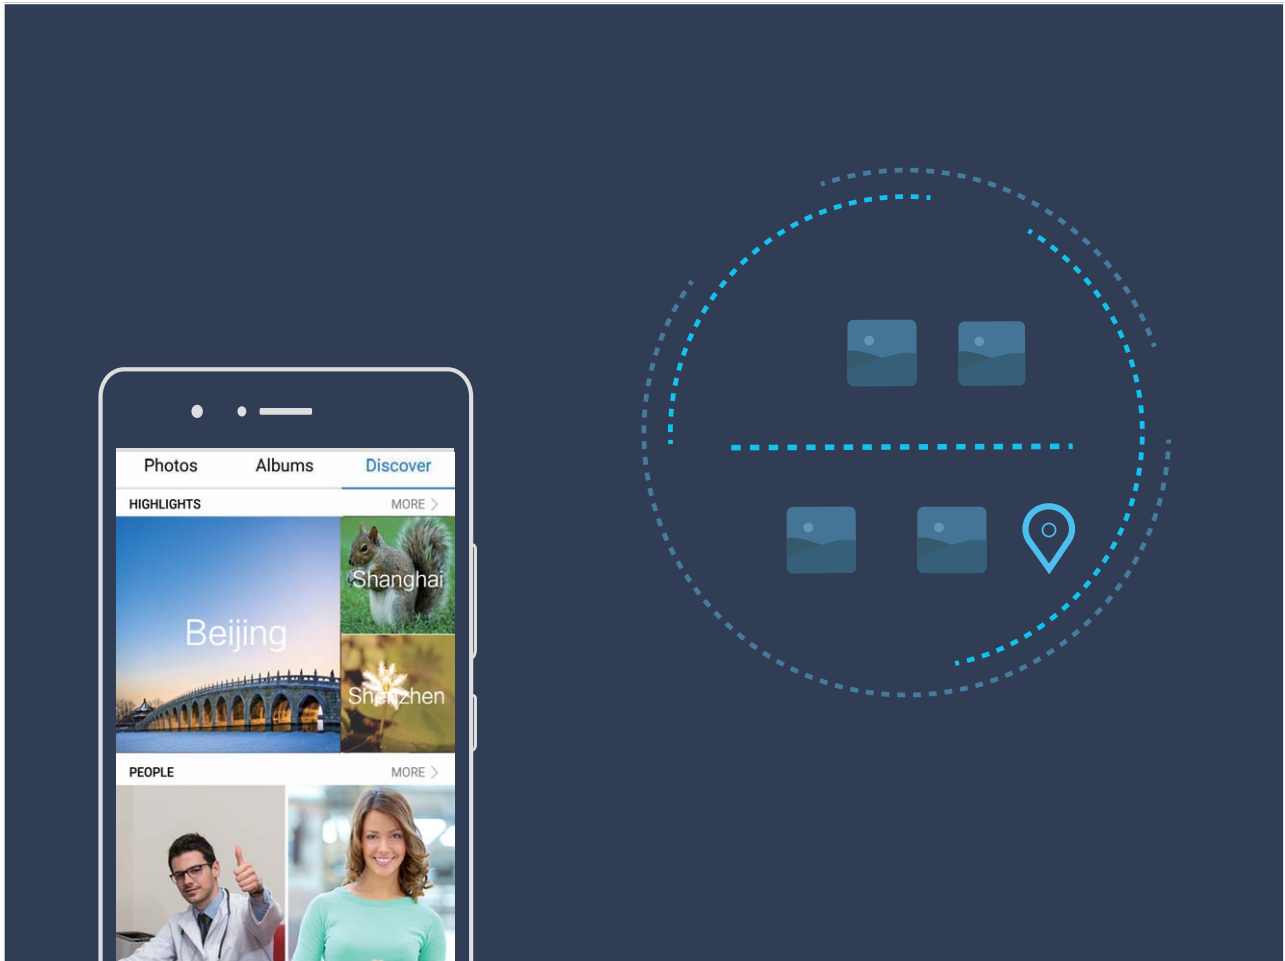 Photos Albums Discover
HIGHLIGHTS MORE >
Shanghai
Beijing
Shenzhen
PEOPLE MORE >